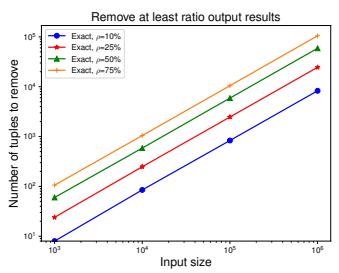 Remove at least ratio output results
Number of tuples to remove
10⁵
10⁴
10³
10²
10¹
Exact, ρ=10%
Exact, ρ=25%
Exact, ρ=50%
Exact, ρ=75%
10³
10⁴
10⁵
10⁶
Input size